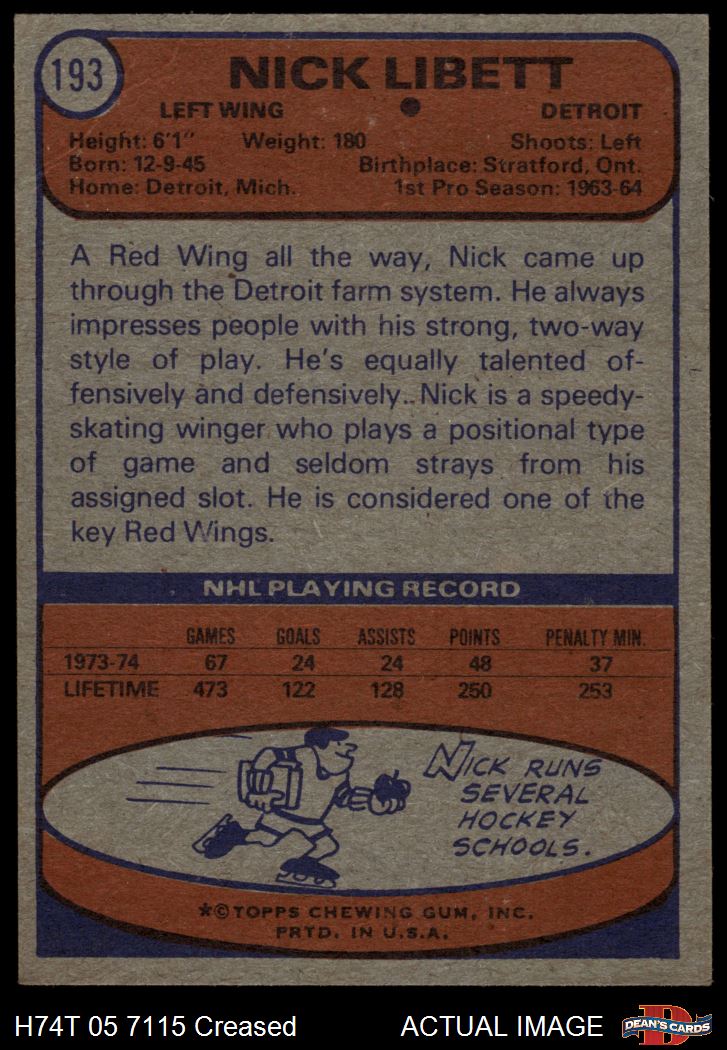 193
NICK LIBETT
LEFT WING DETROIT
Height: 6'1" Weight: 180 Shoots: Left
Born: 12-9-45 Birthplace: Stratford, Ont.
Home: Detroit, Mich. 1st Pro Season: 1963-64
A Red Wing all the way, Nick came up
through the Detroit farm system. He always
impresses people with his strong, two-way
style of play. He's equally talented of-
fensively and defensively. Nick is a speedy-
skating winger who plays a positional type
of game and seldom strays from his
assigned slot. He is considered one of the
key Red Wings.
NHL PLAYING RECORD
GAMES GOALS ASSISTS POINTS PENALTY MIN.
1973-74 67 24 24 48 37
LIFETIME 473 122 128 250 253
NICK RUNS
SEVERAL
HOCKEY
SCHOOLS.
*©TOPPS CHEWING GUM, INC.
PRTD. IN U.S.A.
H74T 05 7115 Creased ACTUAL IMAGE
D
DEAN'S CARDS